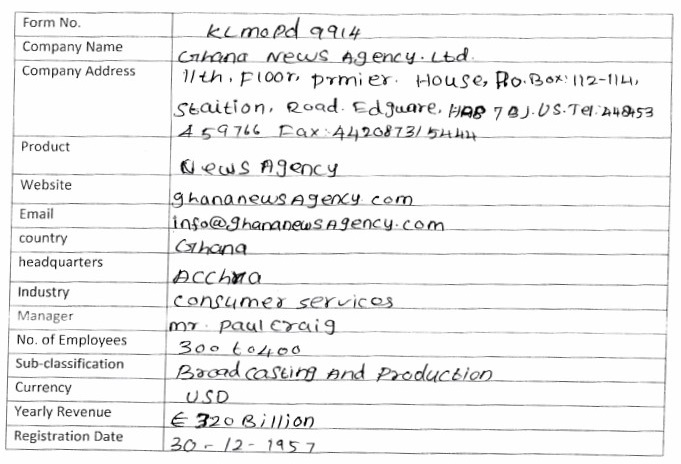 Form No. KLmopd 9914
Company Name Ghana News Agency. Ltd.
Company Address 11th, Floor, prmier. House, Po.Box: 112-114,
Staition, Road. Edguare, HA8 7BJ. US. Tel: 448453
459766 Fax: 442087315444
Product News Agency
Website ghananewsAgency.com
Email info@ghananewsAgency.com
country Ghana
headquarters Acchra
Industry consumer services
Manager mr. paul craig
No. of Employees 300 to 400
Sub-classification Broadcasting And Production
Currency USD
Yearly Revenue € 320 Billion
Registration Date 30-12-1957